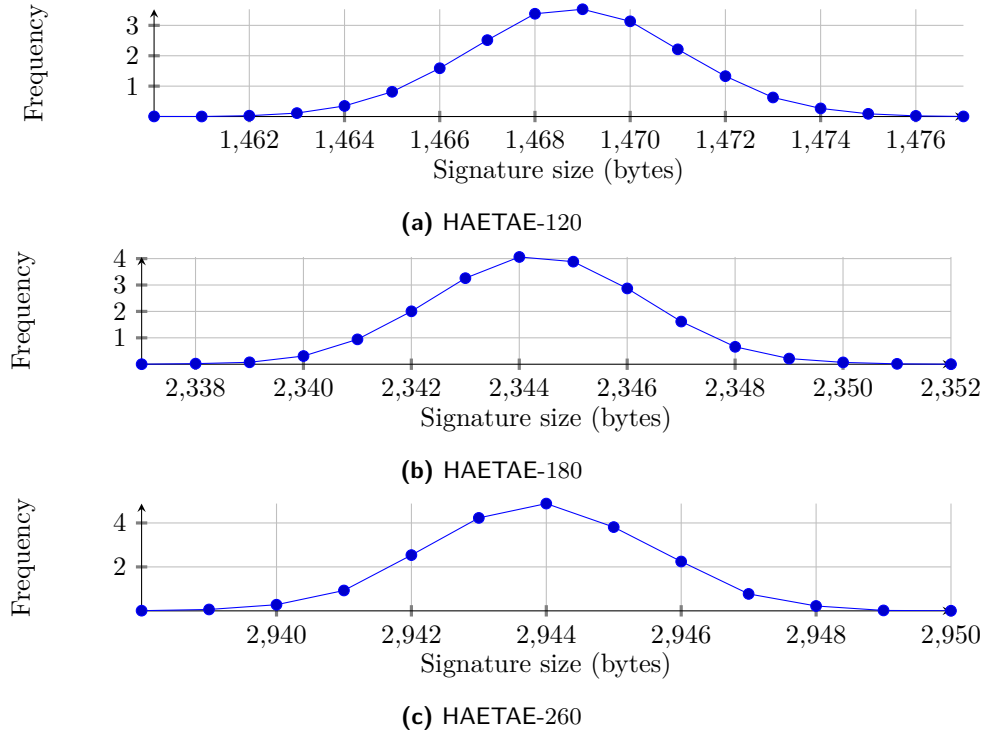 Frequency
3
2
1
1,462 1,464 1,466 1,468 1,470 1,472 1,474 1,476
Signature size (bytes)
(a) HAETAE-120
Frequency
4
3
2
1
2,338 2,340 2,342 2,344 2,346 2,348 2,350 2,352
Signature size (bytes)
(b) HAETAE-180
Frequency
4
2
2,940 2,942 2,944 2,946 2,948 2,950
Signature size (bytes)
(c) HAETAE-260